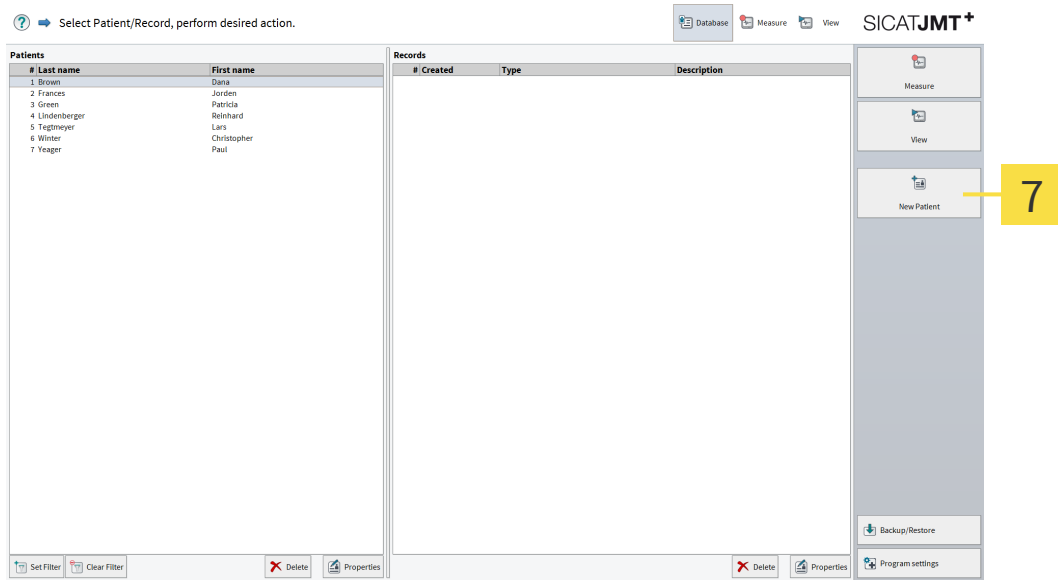 ? Select Patient/Record, perform desired action.
Database Measure View SICATJMT+
Patients
# Last name First name
1 Brown Dana
2 Frances Jorden
3 Green Patricia
4 Lindenberger Reinhard
5 Tegtmeyer Lars
6 Winter Christopher
7 Yeager Paul
Set Filter Clear Filter Delete Properties
Records
# Created Type Description
Delete Properties
Measure
View
New Patient
7
Backup/Restore
Program settings